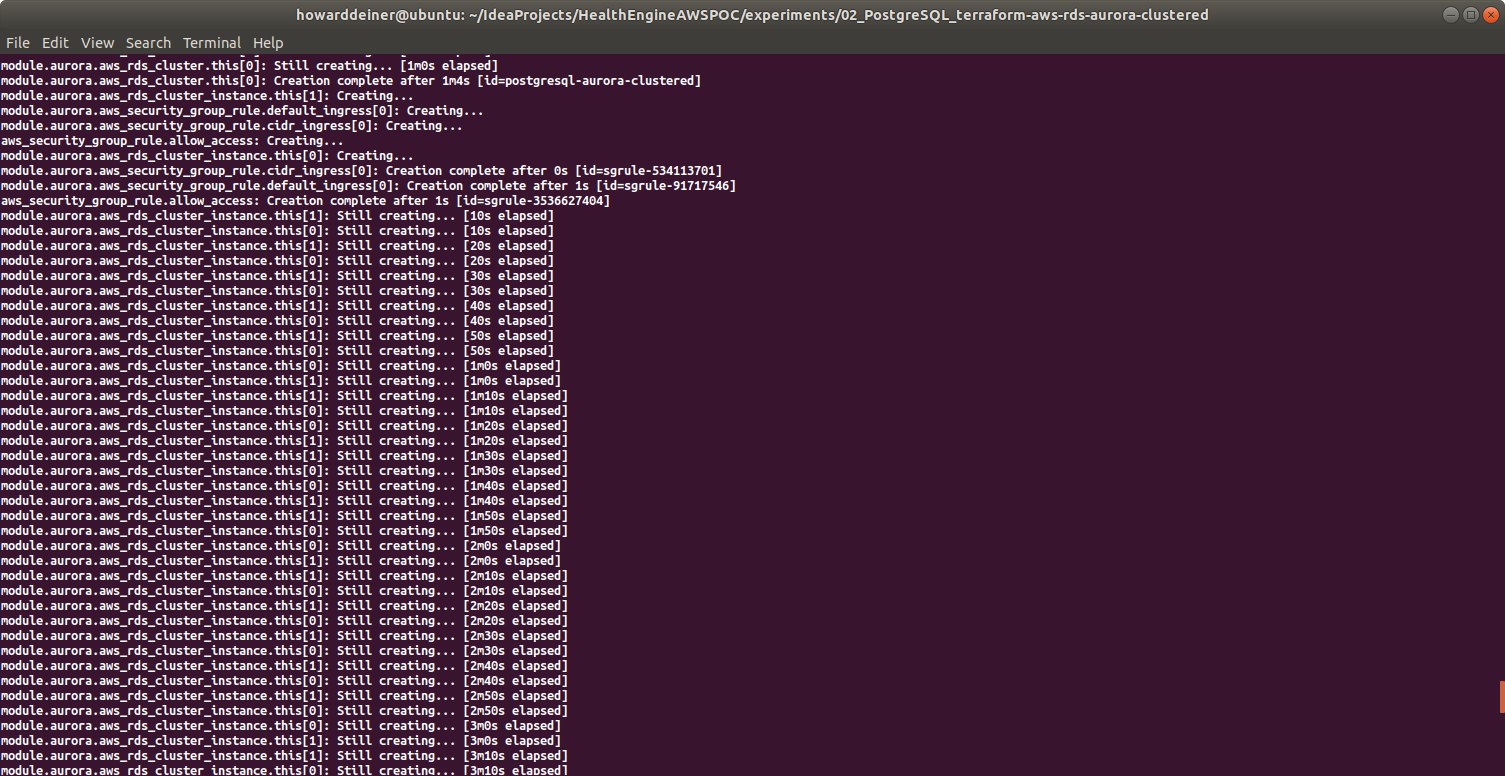 howarddeiner@ubuntu: ~/IdeaProjects/HealthEngineAWSPOC/experiments/02_PostgreSQL_terraform-aws-rds-aurora-clustered
File Edit View Search Terminal Help
module.aurora.aws_rds_cluster.this[0]: Still creating... [1m0s elapsed]
module.aurora.aws_rds_cluster.this[0]: Creation complete after 1m4s [id=postgresql-aurora-clustered]
module.aurora.aws_rds_cluster_instance.this[1]: Creating...
module.aurora.aws_security_group_rule.default_ingress[0]: Creating...
module.aurora.aws_security_group_rule.cidr_ingress[0]: Creating...
aws_security_group_rule.allow_access: Creating...
module.aurora.aws_rds_cluster_instance.this[0]: Creating...
module.aurora.aws_security_group_rule.cidr_ingress[0]: Creation complete after 0s [id=sgrule-534113701]
module.aurora.aws_security_group_rule.default_ingress[0]: Creation complete after 1s [id=sgrule-91717546]
aws_security_group_rule.allow_access: Creation complete after 1s [id=sgrule-3536627404]
module.aurora.aws_rds_cluster_instance.this[1]: Still creating... [10s elapsed]
module.aurora.aws_rds_cluster_instance.this[0]: Still creating... [10s elapsed]
module.aurora.aws_rds_cluster_instance.this[1]: Still creating... [20s elapsed]
module.aurora.aws_rds_cluster_instance.this[0]: Still creating... [20s elapsed]
module.aurora.aws_rds_cluster_instance.this[1]: Still creating... [30s elapsed]
module.aurora.aws_rds_cluster_instance.this[0]: Still creating... [30s elapsed]
module.aurora.aws_rds_cluster_instance.this[1]: Still creating... [40s elapsed]
module.aurora.aws_rds_cluster_instance.this[0]: Still creating... [40s elapsed]
module.aurora.aws_rds_cluster_instance.this[1]: Still creating... [50s elapsed]
module.aurora.aws_rds_cluster_instance.this[0]: Still creating... [50s elapsed]
module.aurora.aws_rds_cluster_instance.this[0]: Still creating... [1m0s elapsed]
module.aurora.aws_rds_cluster_instance.this[1]: Still creating... [1m0s elapsed]
module.aurora.aws_rds_cluster_instance.this[1]: Still creating... [1m10s elapsed]
module.aurora.aws_rds_cluster_instance.this[0]: Still creating... [1m10s elapsed]
module.aurora.aws_rds_cluster_instance.this[0]: Still creating... [1m20s elapsed]
module.aurora.aws_rds_cluster_instance.this[1]: Still creating... [1m20s elapsed]
module.aurora.aws_rds_cluster_instance.this[1]: Still creating... [1m30s elapsed]
module.aurora.aws_rds_cluster_instance.this[0]: Still creating... [1m30s elapsed]
module.aurora.aws_rds_cluster_instance.this[0]: Still creating... [1m40s elapsed]
module.aurora.aws_rds_cluster_instance.this[1]: Still creating... [1m40s elapsed]
module.aurora.aws_rds_cluster_instance.this[1]: Still creating... [1m50s elapsed]
module.aurora.aws_rds_cluster_instance.this[0]: Still creating... [1m50s elapsed]
module.aurora.aws_rds_cluster_instance.this[0]: Still creating... [2m0s elapsed]
module.aurora.aws_rds_cluster_instance.this[1]: Still creating... [2m0s elapsed]
module.aurora.aws_rds_cluster_instance.this[1]: Still creating... [2m10s elapsed]
module.aurora.aws_rds_cluster_instance.this[0]: Still creating... [2m10s elapsed]
module.aurora.aws_rds_cluster_instance.this[1]: Still creating... [2m20s elapsed]
module.aurora.aws_rds_cluster_instance.this[0]: Still creating... [2m20s elapsed]
module.aurora.aws_rds_cluster_instance.this[1]: Still creating... [2m30s elapsed]
module.aurora.aws_rds_cluster_instance.this[0]: Still creating... [2m30s elapsed]
module.aurora.aws_rds_cluster_instance.this[1]: Still creating... [2m40s elapsed]
module.aurora.aws_rds_cluster_instance.this[0]: Still creating... [2m40s elapsed]
module.aurora.aws_rds_cluster_instance.this[1]: Still creating... [2m50s elapsed]
module.aurora.aws_rds_cluster_instance.this[0]: Still creating... [2m50s elapsed]
module.aurora.aws_rds_cluster_instance.this[0]: Still creating... [3m0s elapsed]
module.aurora.aws_rds_cluster_instance.this[1]: Still creating... [3m0s elapsed]
module.aurora.aws_rds_cluster_instance.this[1]: Still creating... [3m10s elapsed]
module.aurora.aws_rds_cluster_instance.this[0]: Still creating... [3m10s elapsed]